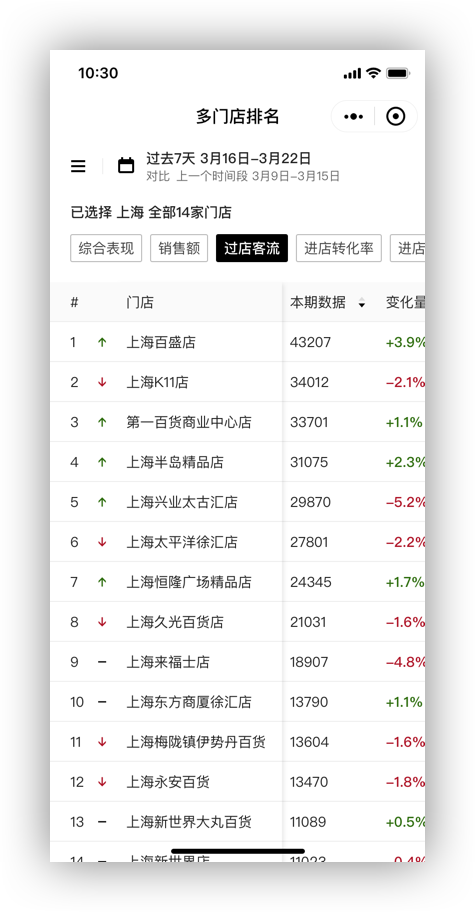 10:30
多门店排名
过去7天 3月16日–3月22日
对比 上一个时间段 3月9日–3月15日
已选择 上海 全部14家门店
综合表现 销售额 过店客流 进店转化率 进店
# 门店 本期数据 变化量
1 ↑ 上海百盛店 43207 +3.9%
2 ↓ 上海K11店 34012 –2.1%
3 ↑ 第一百货商业中心店 33701 +1.1%
4 ↑ 上海半岛精品店 31075 +2.3%
5 ↑ 上海兴业太古汇店 29870 –5.2%
6 ↓ 上海太平洋徐汇店 27801 –2.2%
7 ↑ 上海恒隆广场精品店 24345 +1.7%
8 ↓ 上海久光百货店 21031 –1.6%
9 – 上海来福士店 18907 –4.8%
10 – 上海东方商厦徐汇店 13790 +1.1%
11 ↓ 上海梅陇镇伊势丹百货 13604 –1.6%
12 ↓ 上海永安百货 13470 –1.8%
13 – 上海新世界大丸百货 11089 +0.5%
14 – 上海新世界店 11023 –0.4%